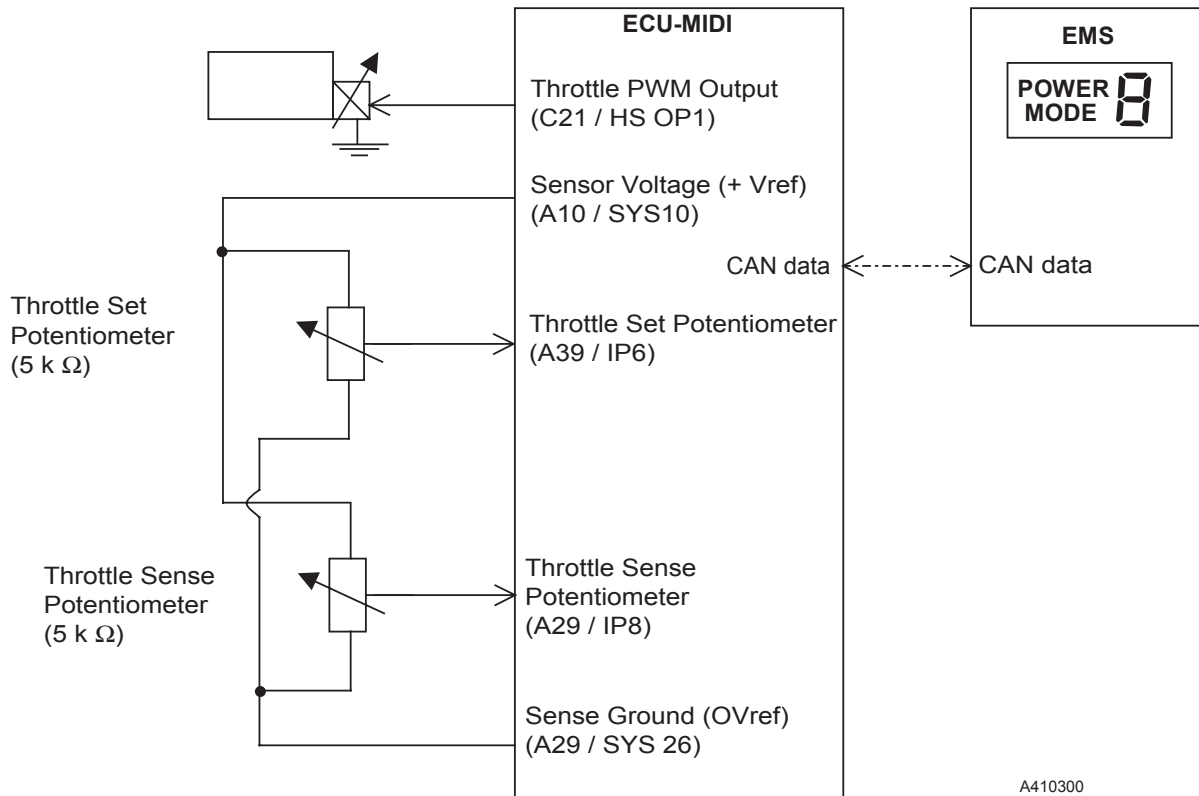 ECU-MIDI
EMS
POWER
MODE 8
Throttle PWM Output
(C21 / HS OP1)
Sensor Voltage (+ Vref)
(A10 / SYS10)
CAN data
CAN data
Throttle Set
Potentiometer
(5 k Ω)
Throttle Set Potentiometer
(A39 / IP6)
Throttle Sense
Potentiometer
(5 k Ω)
Throttle Sense
Potentiometer
(A29 / IP8)
Sense Ground (OVref)
(A29 / SYS 26)
A410300